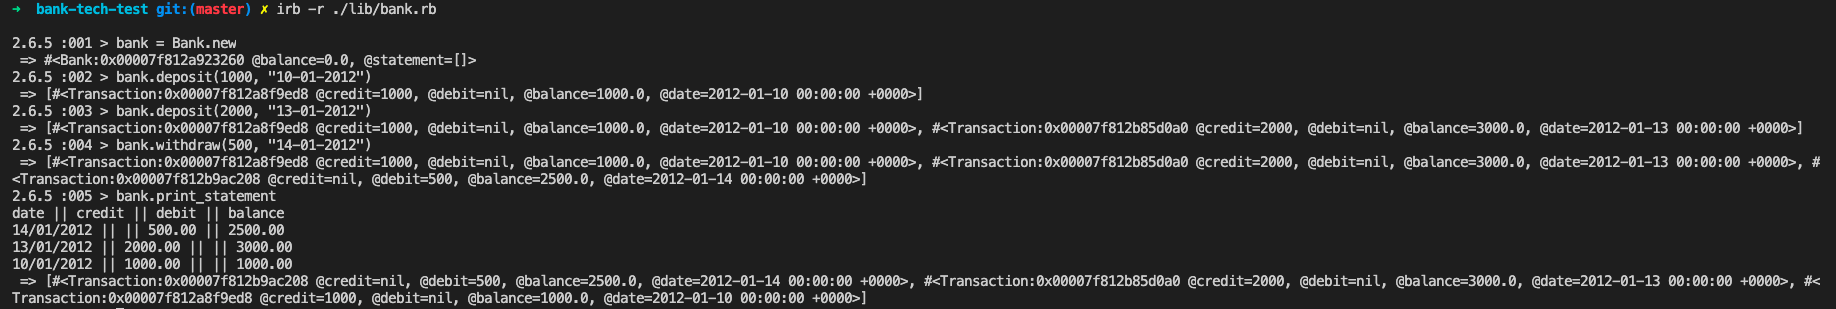 ➜  bank-tech-test git:(master) ✗ irb -r ./lib/bank.rb
2.6.5 :001 > bank = Bank.new
 => #<Bank:0x00007f812a923260 @balance=0.0, @statement=[]>
2.6.5 :002 > bank.deposit(1000, "10-01-2012")
 => [#<Transaction:0x00007f812a8f9ed8 @credit=1000, @debit=nil, @balance=1000.0, @date=2012-01-10 00:00:00 +0000>]
2.6.5 :003 > bank.deposit(2000, "13-01-2012")
 => [#<Transaction:0x00007f812a8f9ed8 @credit=1000, @debit=nil, @balance=1000.0, @date=2012-01-10 00:00:00 +0000>, #<Transaction:0x00007f812b85d0a0 @credit=2000, @debit=nil, @balance=3000.0, @date=2012-01-13 00:00:00 +0000>]
2.6.5 :004 > bank.withdraw(500, "14-01-2012")
 => [#<Transaction:0x00007f812a8f9ed8 @credit=1000, @debit=nil, @balance=1000.0, @date=2012-01-10 00:00:00 +0000>, #<Transaction:0x00007f812b85d0a0 @credit=2000, @debit=nil, @balance=3000.0, @date=2012-01-13 00:00:00 +0000>, #
<Transaction:0x00007f812b9ac208 @credit=nil, @debit=500, @balance=2500.0, @date=2012-01-14 00:00:00 +0000>]
2.6.5 :005 > bank.print_statement
date || credit || debit || balance
14/01/2012 || || 500.00 || 2500.00
13/01/2012 || 2000.00 || || 3000.00
10/01/2012 || 1000.00 || || 1000.00
 => [#<Transaction:0x00007f812b9ac208 @credit=nil, @debit=500, @balance=2500.0, @date=2012-01-14 00:00:00 +0000>, #<Transaction:0x00007f812b85d0a0 @credit=2000, @debit=nil, @balance=3000.0, @date=2012-01-13 00:00:00 +0000>, #<
Transaction:0x00007f812a8f9ed8 @credit=1000, @debit=nil, @balance=1000.0, @date=2012-01-10 00:00:00 +0000>]